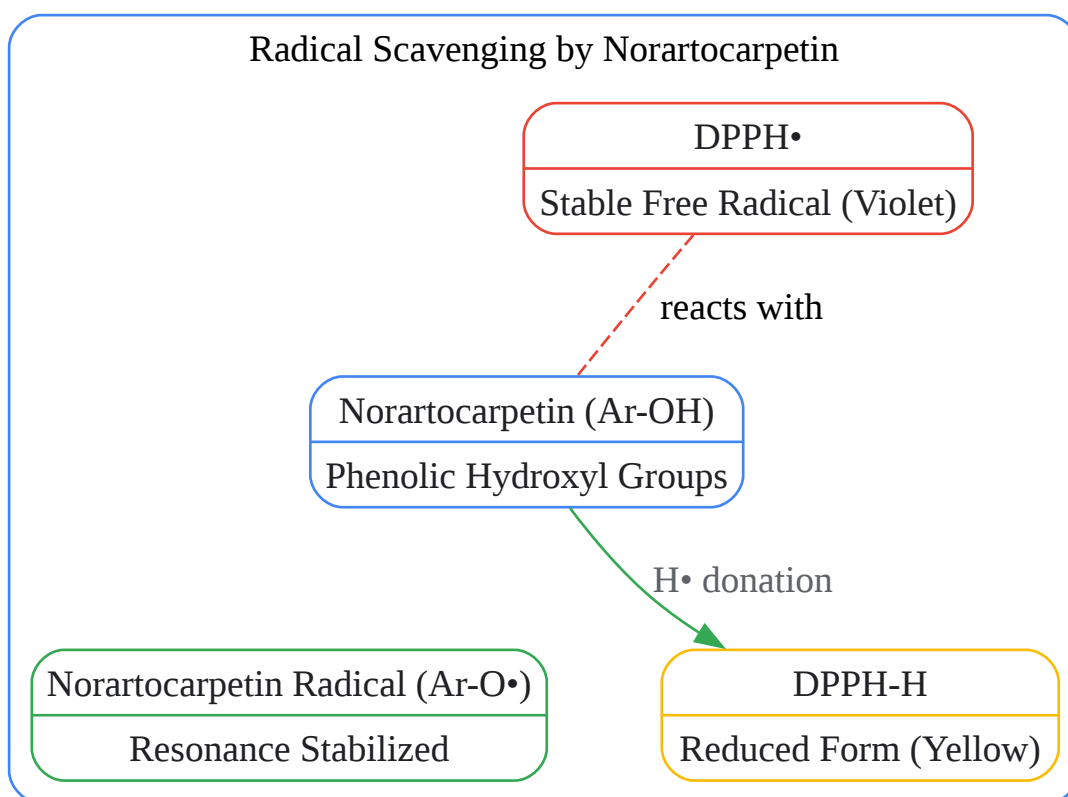 Radical Scavenging by Norartocarpetin
DPPH•
Stable Free Radical (Violet)
reacts with
Norartocarpetin (Ar-OH)
Phenolic Hydroxyl Groups
H• donation
Norartocarpetin Radical (Ar-O•)
Resonance Stabilized
DPPH-H
Reduced Form (Yellow)